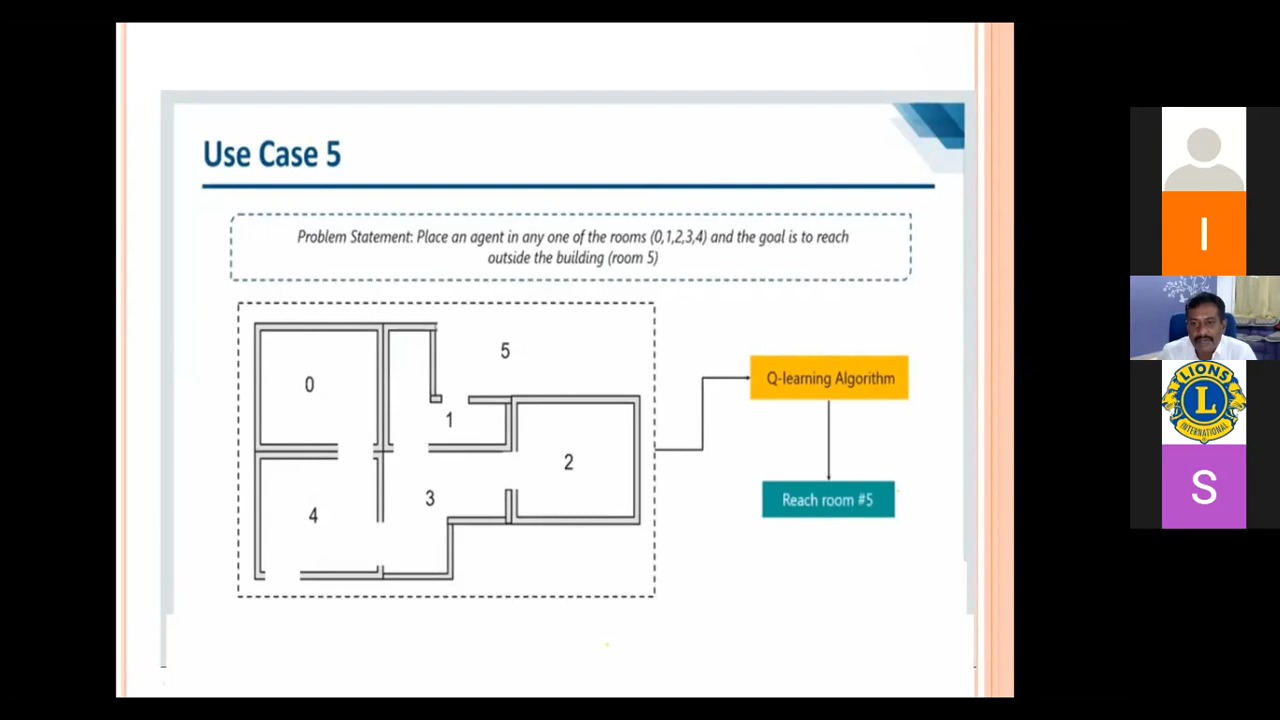 Use Case 5
Problem Statement: Place an agent in any one of the rooms (0,1,2,3,4) and the goal is to reach
outside the building (room 5)
0
5
1
2
3
4
Q-learning Algorithm
Reach room #5
I
LIONS
L
INTERNATIONAL
S